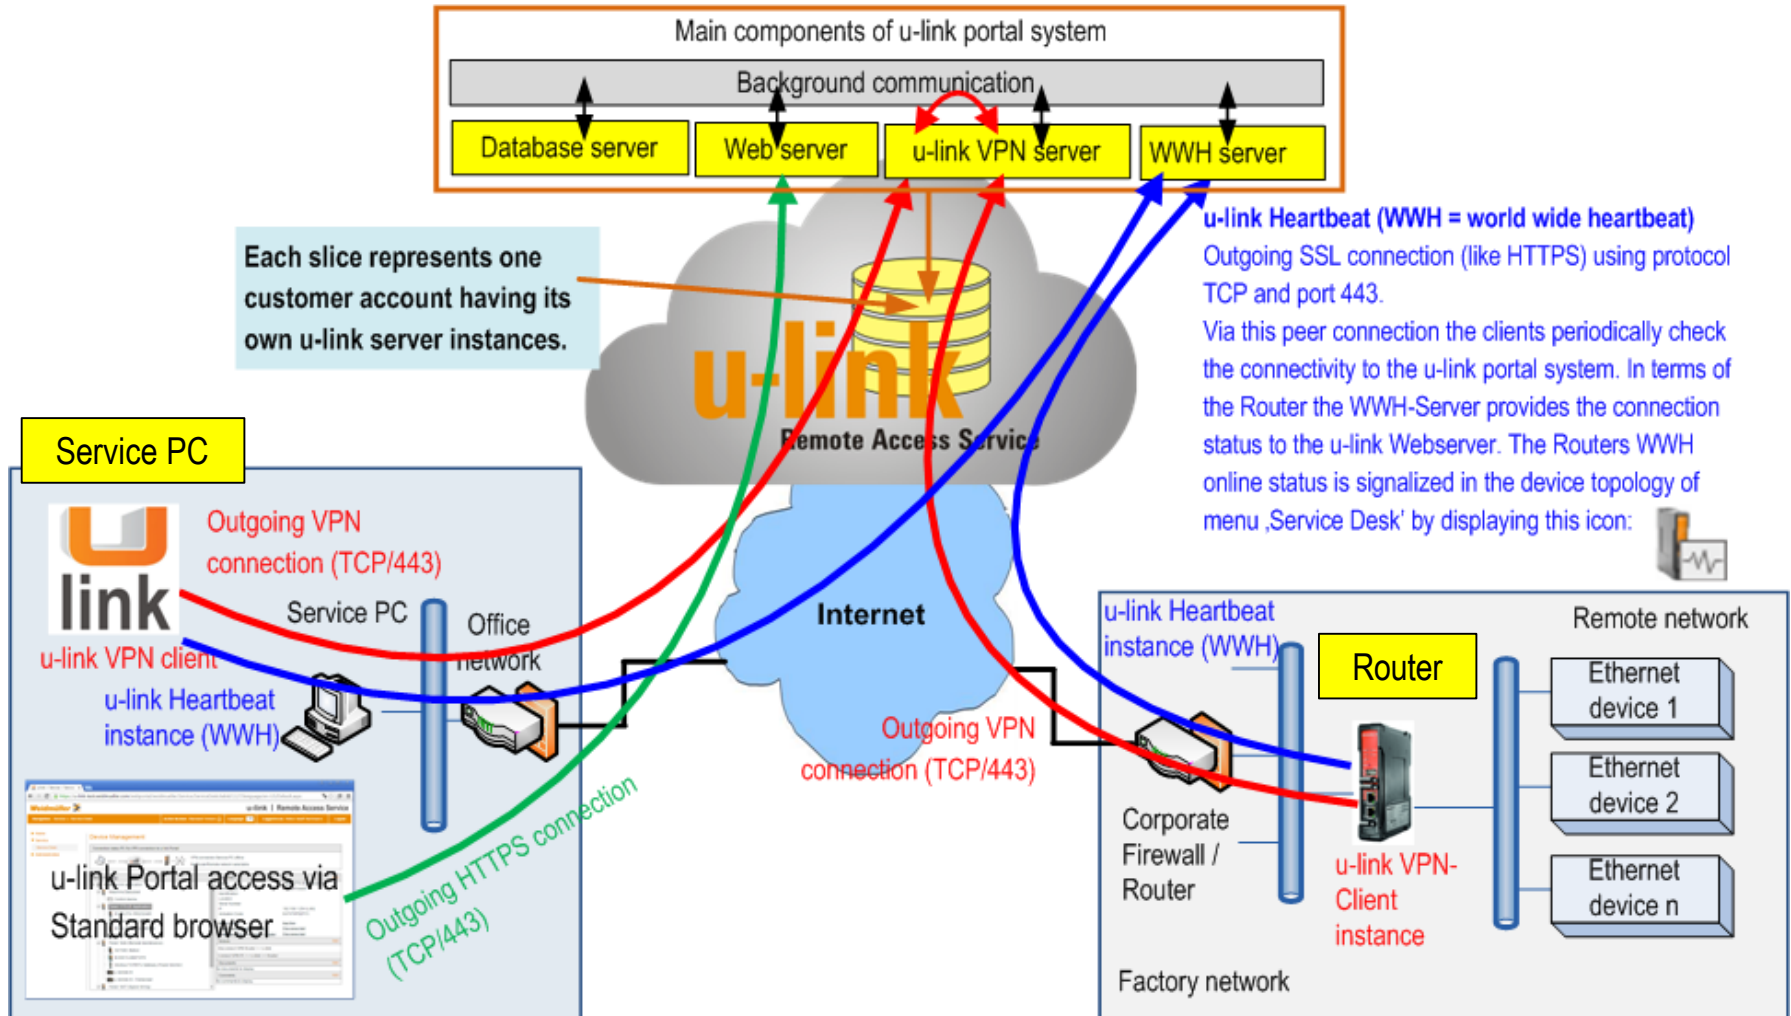 Main components of u-link portal system
Background communication
Database server
Web server
u-link VPN server
WWH server
Each slice represents one
customer account having its
own u-link server instances.
u-link
Remote Access Service
u-link Heartbeat (WWH = world wide heartbeat)
Outgoing SSL connection (like HTTPS) using protocol
TCP and port 443.
Via this peer connection the clients periodically check
the connectivity to the u-link portal system. In terms of
the Router the WWH-Server provides the connection
status to the u-link Webserver. The Routers WWH
online status is signalized in the device topology of
menu ‚Service Desk' by displaying this icon:
Service PC
u
link
Outgoing VPN
connection (TCP/443)
Service PC
Office
network
u-link VPN client
u-link Heartbeat
instance (WWH)
Internet
Outgoing VPN
connection (TCP/443)
Outgoing HTTPS connection
(TCP/443)
Weidmüller
u-link | Remote Access Service
Device Management
u-link Portal access via
Standard browser
u-link Heartbeat
instance (WWH)
Router
Remote network
Ethernet
device 1
Ethernet
device 2
Ethernet
device n
Corporate
Firewall /
Router
u-link VPN-
Client
instance
Factory network